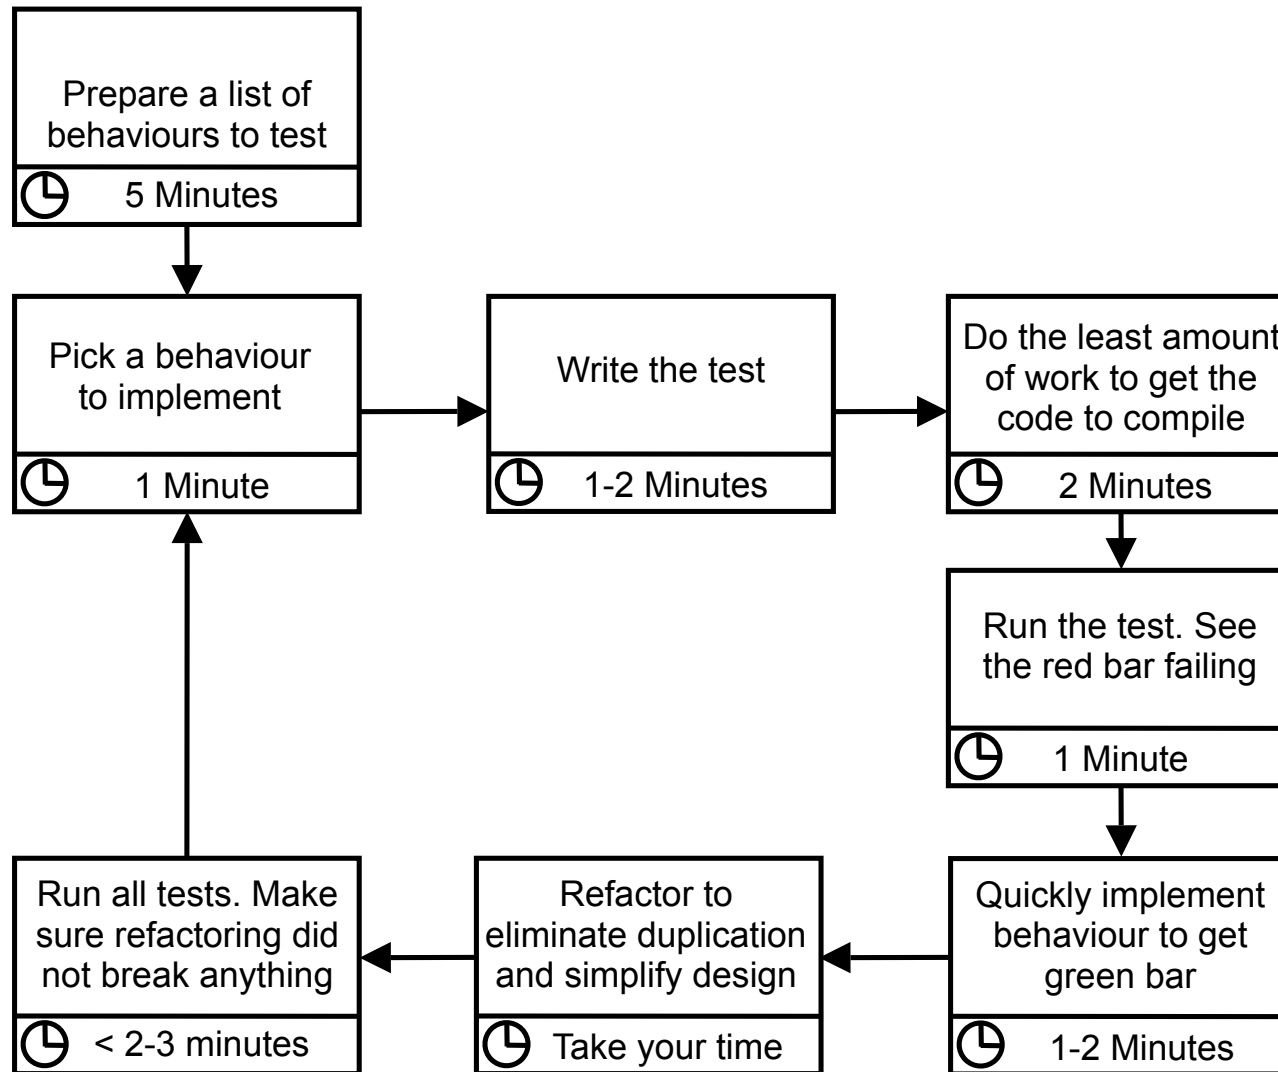 Prepare a list of
behaviours to test
5 Minutes
Pick a behaviour
to implement
1 Minute
Write the test
1-2 Minutes
Do the least amount
of work to get the
code to compile
2 Minutes
Run the test. See
the red bar failing
1 Minute
Quickly implement
behaviour to get
green bar
1-2 Minutes
Refactor to
eliminate duplication
and simplify design
Take your time
Run all tests. Make
sure refactoring did
not break anything
< 2-3 minutes